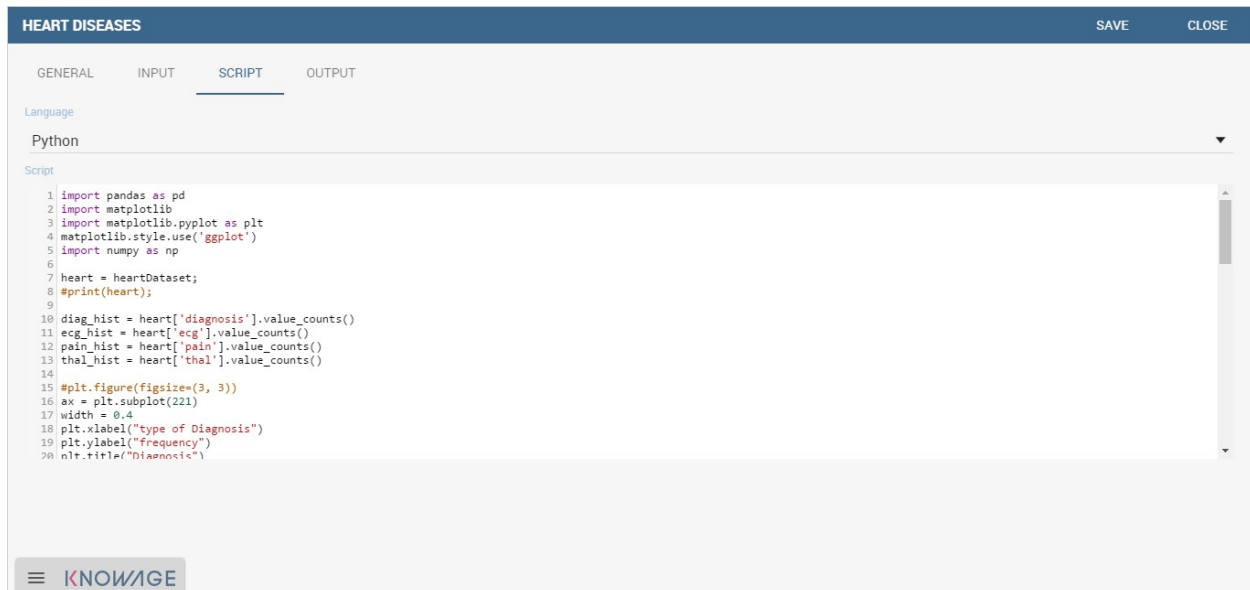 HEART DISEASES SAVE CLOSE
GENERAL INPUT SCRIPT OUTPUT
Language
Python
Script
1 import pandas as pd
2 import matplotlib
3 import matplotlib.pyplot as plt
4 matplotlib.style.use('ggplot')
5 import numpy as np
6
7 heart = heartDataset;
8 #print(heart);
9
10 diag_hist = heart['diagnosis'].value_counts()
11 ecg_hist = heart['ecg'].value_counts()
12 pain_hist = heart['pain'].value_counts()
13 thal_hist = heart['thal'].value_counts()
14
15 #plt.figure(figsize=(3, 3))
16 ax = plt.subplot(221)
17 width = 0.4
18 plt.xlabel("type of Diagnosis")
19 plt.ylabel("frequency")
20 plt.title("Diagnosis")
KNOWAGE